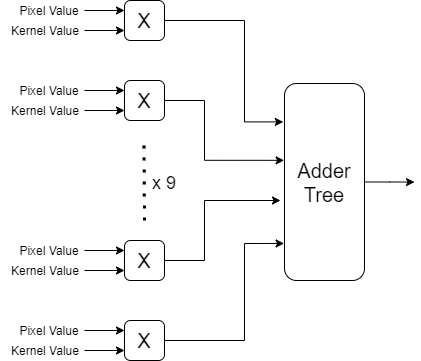 Pixel Value
Kernel Value
X
Pixel Value
Kernel Value
X
x 9
Adder
Tree
Pixel Value
Kernel Value
X
Pixel Value
Kernel Value
X